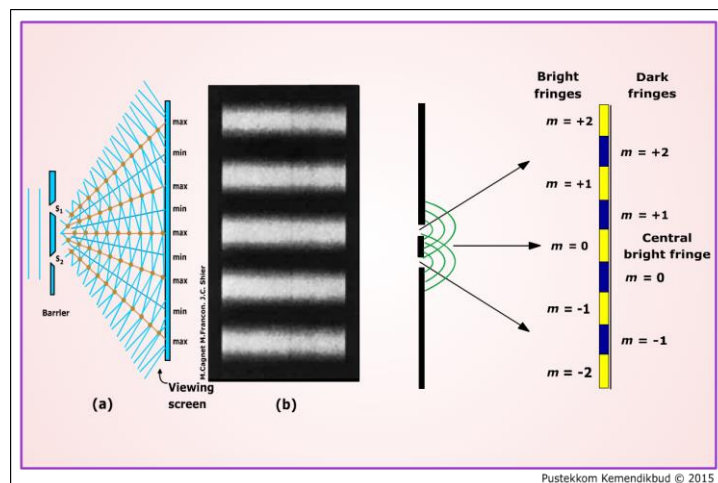 max
min
max
min
max
min
max
min
max
S1
S2
Barrier
(a)
Viewing
screen
M.Cagnet M.Francon. J.C. Shier
(b)
Bright
fringes
Dark
fringes
m = +2
m = +2
m = +1
m = +1
m = 0
Central
bright fringe
m = 0
m = -1
m = -1
m = -2
Pustekkom Kemendikbud © 2015